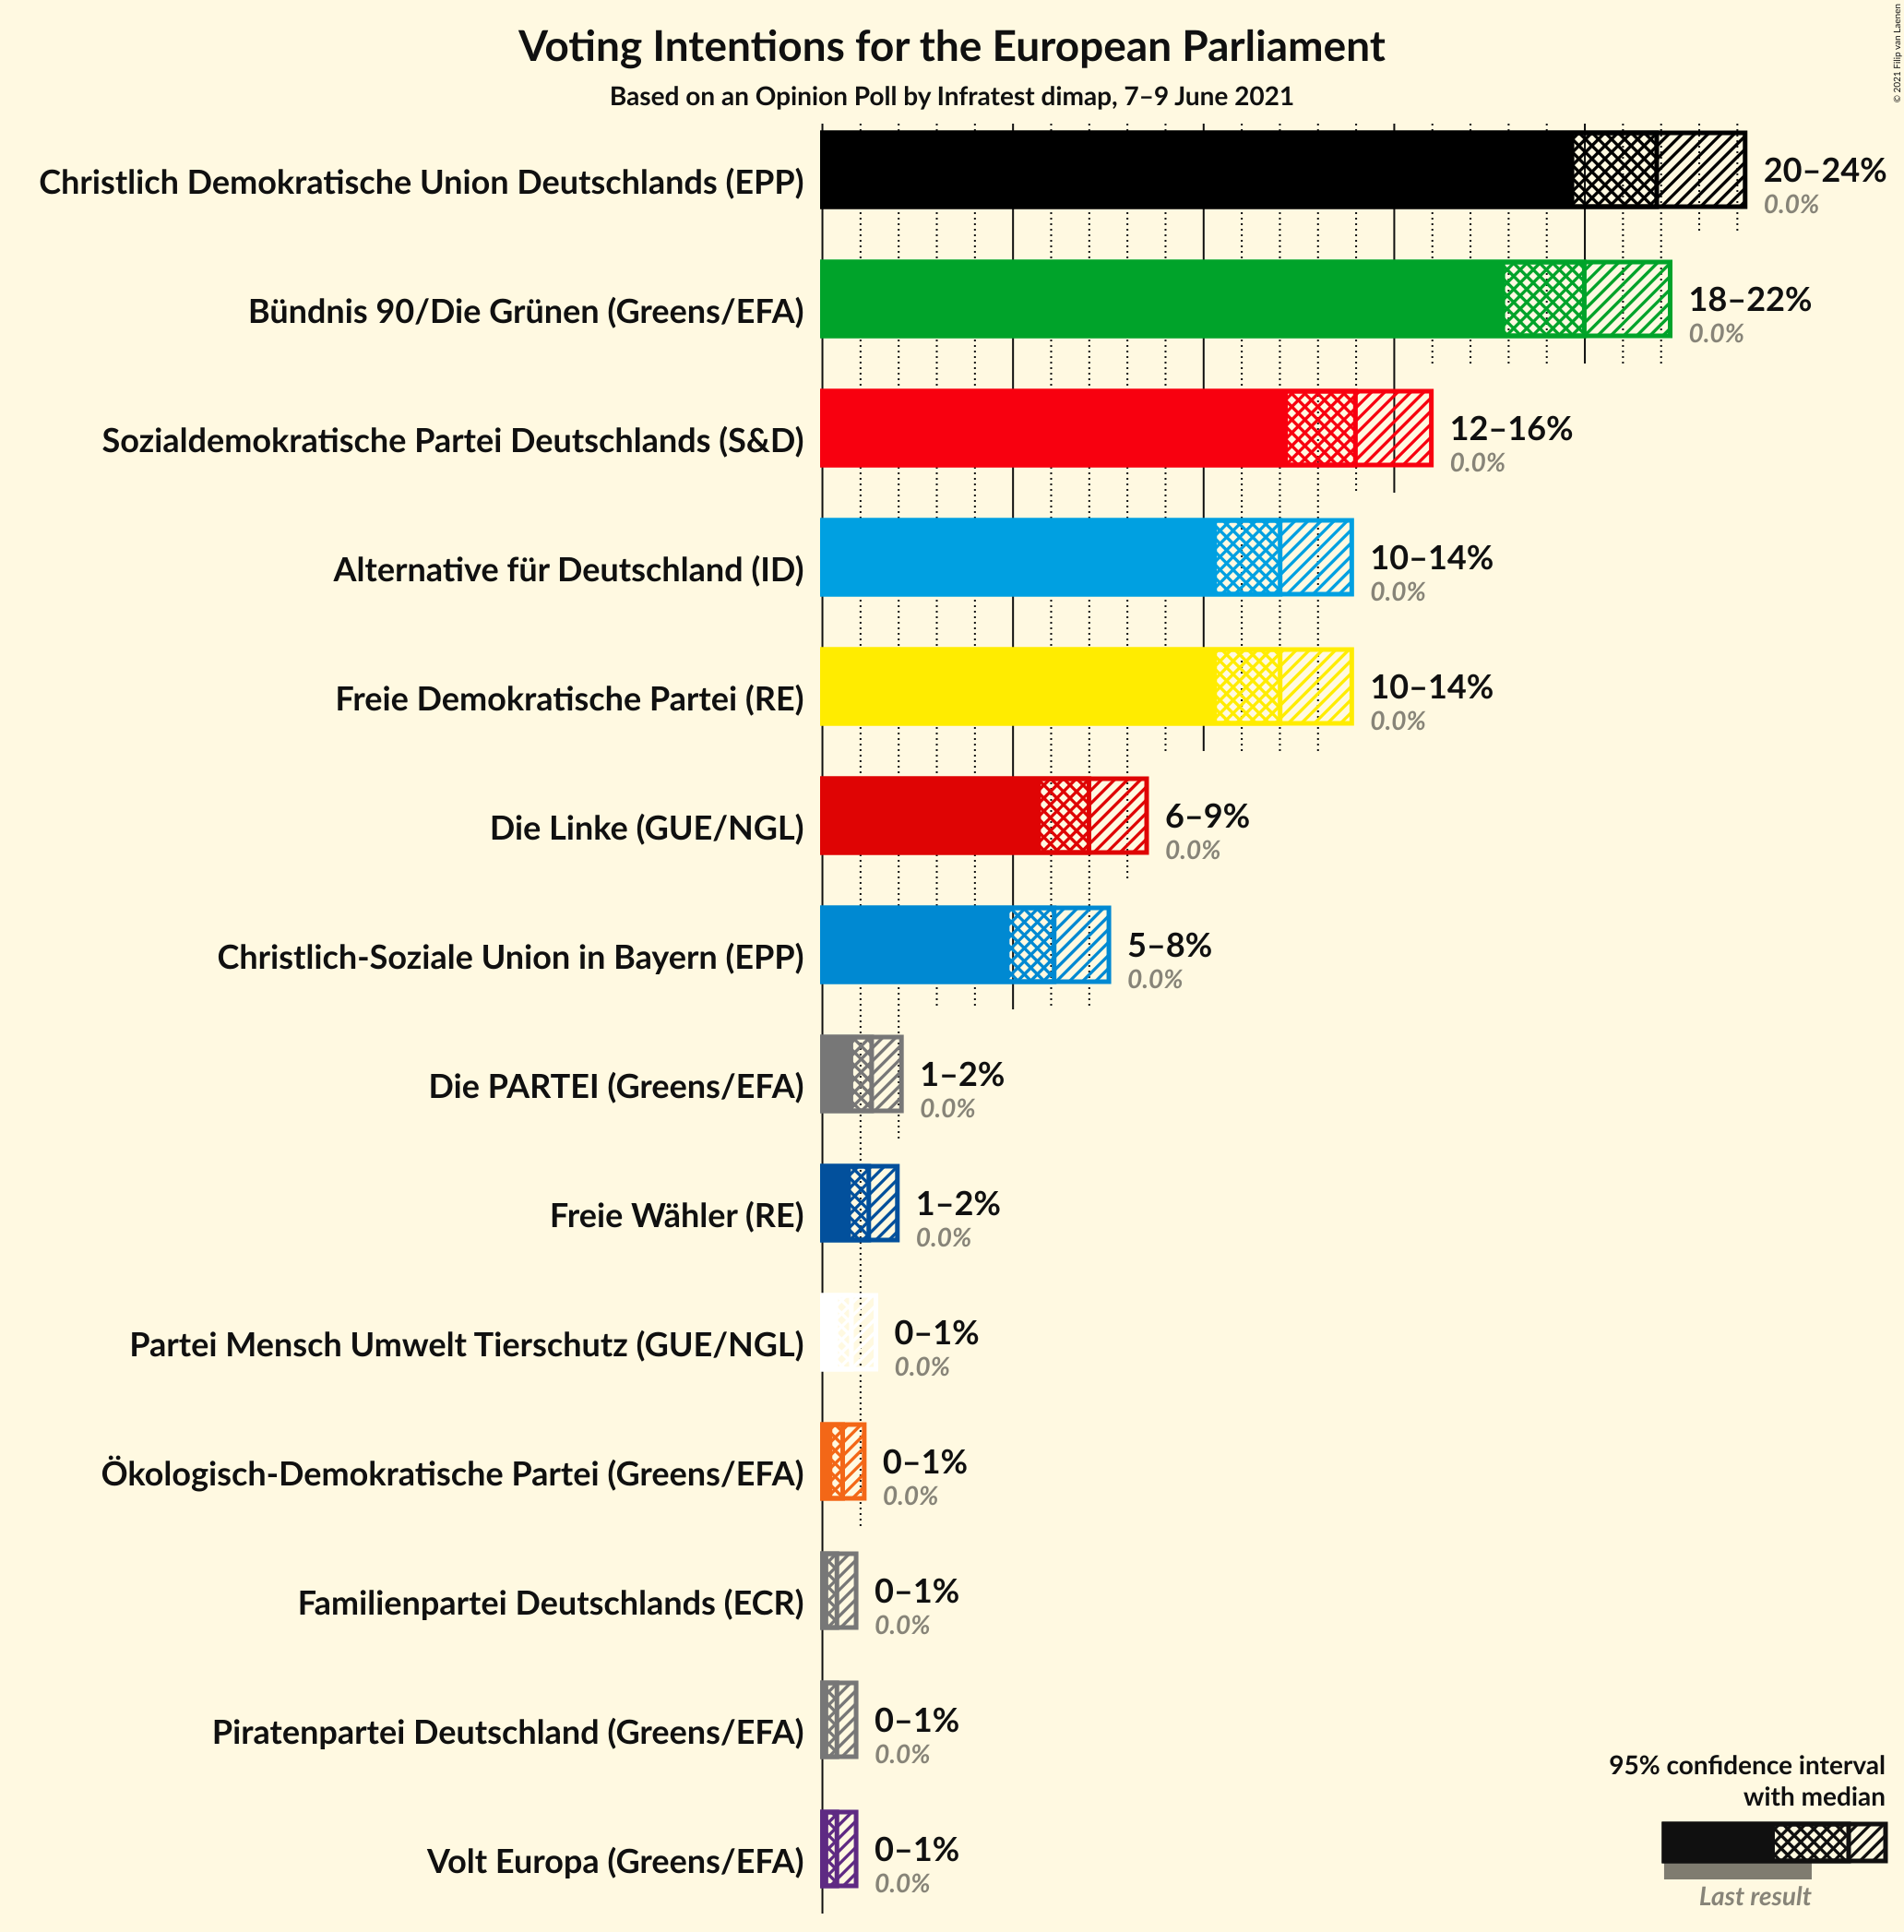 Voting Intentions for the European Parliament
Based on an Opinion Poll by Infratest dimap, 7–9 June 2021
© 2021 Filip van Laenen
Christlich Demokratische Union Deutschlands (EPP)
20–24%
0.0%
Bündnis 90/Die Grünen (Greens/EFA)
18–22%
0.0%
Sozialdemokratische Partei Deutschlands (S&D)
12–16%
0.0%
Alternative für Deutschland (ID)
10–14%
0.0%
Freie Demokratische Partei (RE)
10–14%
0.0%
Die Linke (GUE/NGL)
6–9%
0.0%
Christlich-Soziale Union in Bayern (EPP)
5–8%
0.0%
Die PARTEI (Greens/EFA)
1–2%
0.0%
Freie Wähler (RE)
1–2%
0.0%
Partei Mensch Umwelt Tierschutz (GUE/NGL)
0–1%
0.0%
Ökologisch-Demokratische Partei (Greens/EFA)
0–1%
0.0%
Familienpartei Deutschlands (ECR)
0–1%
0.0%
Piratenpartei Deutschland (Greens/EFA)
0–1%
0.0%
Volt Europa (Greens/EFA)
0–1%
0.0%
95% confidence interval
with median
Last result